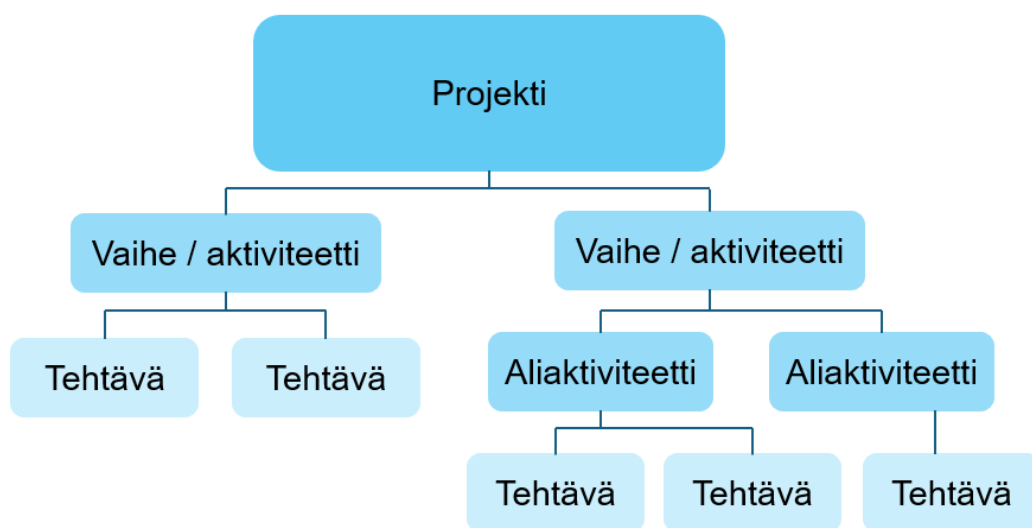 Projekti
Vaihe / aktiviteetti
Vaihe / aktiviteetti
Tehtävä
Tehtävä
Aliaktiviteetti
Aliaktiviteetti
Tehtävä
Tehtävä
Tehtävä